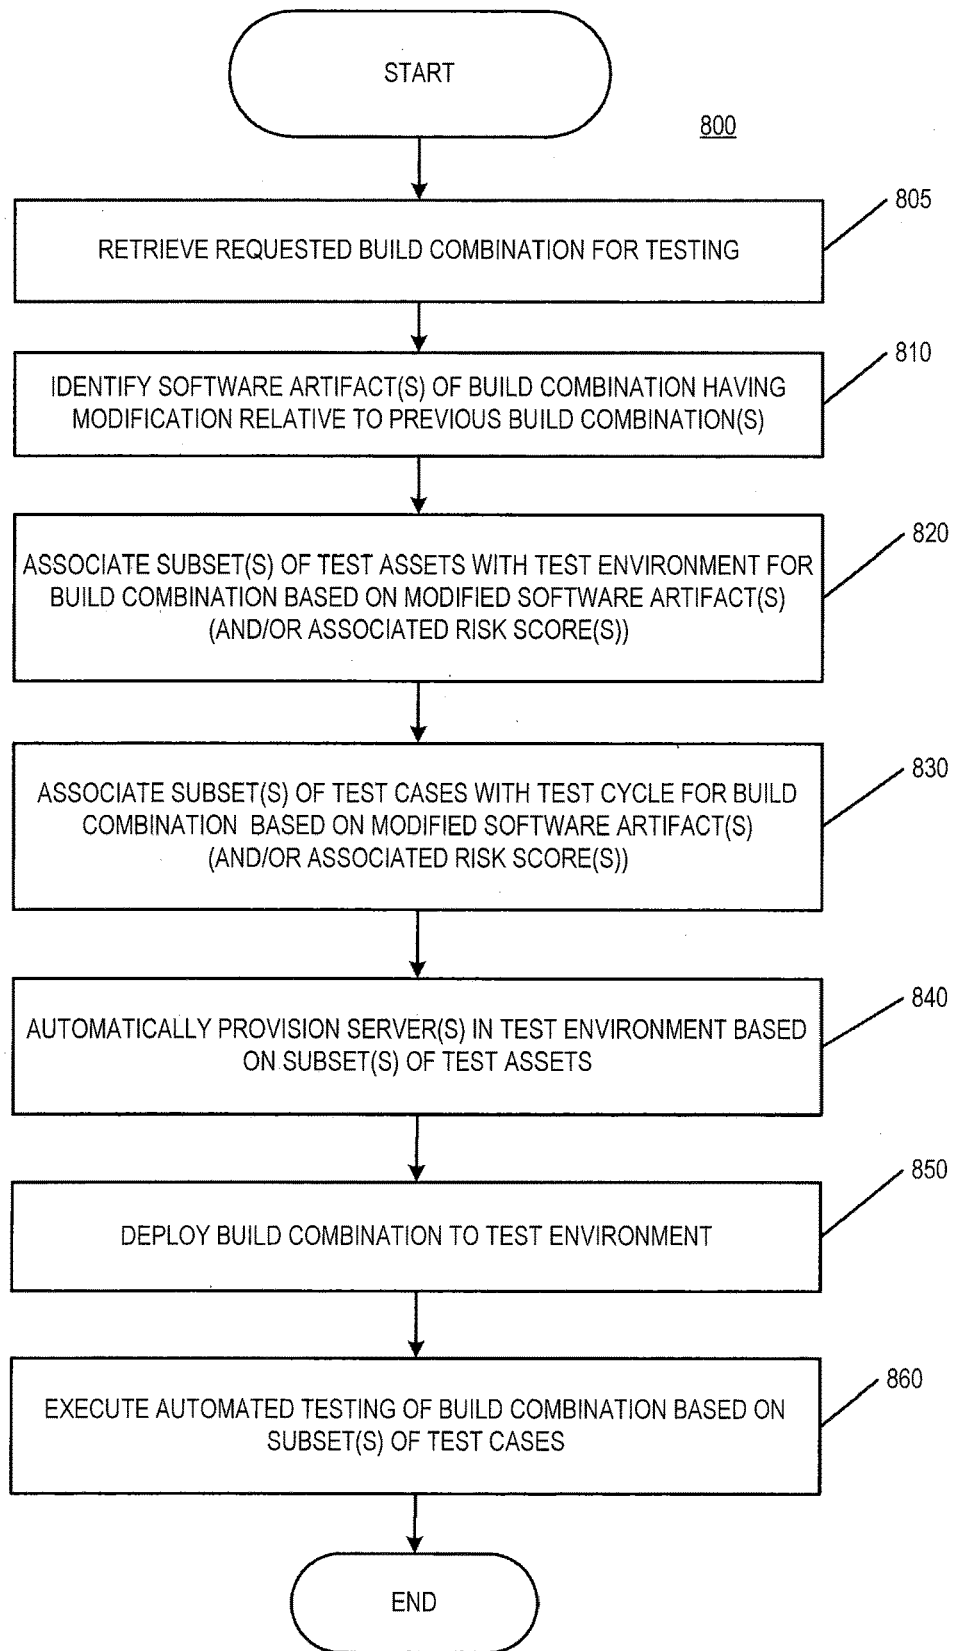 START
800
805
RETRIEVE REQUESTED BUILD COMBINATION FOR TESTING
810
IDENTIFY SOFTWARE ARTIFACT(S) OF BUILD COMBINATION HAVING
MODIFICATION RELATIVE TO PREVIOUS BUILD COMBINATION(S)
820
ASSOCIATE SUBSET(S) OF TEST ASSETS WITH TEST ENVIRONMENT FOR
BUILD COMBINATION BASED ON MODIFIED SOFTWARE ARTIFACT(S)
(AND/OR ASSOCIATED RISK SCORE(S))
830
ASSOCIATE SUBSET(S) OF TEST CASES WITH TEST CYCLE FOR BUILD
COMBINATION BASED ON MODIFIED SOFTWARE ARTIFACT(S)
(AND/OR ASSOCIATED RISK SCORE(S))
840
AUTOMATICALLY PROVISION SERVER(S) IN TEST ENVIRONMENT BASED
ON SUBSET(S) OF TEST ASSETS
850
DEPLOY BUILD COMBINATION TO TEST ENVIRONMENT
860
EXECUTE AUTOMATED TESTING OF BUILD COMBINATION BASED ON
SUBSET(S) OF TEST CASES
END